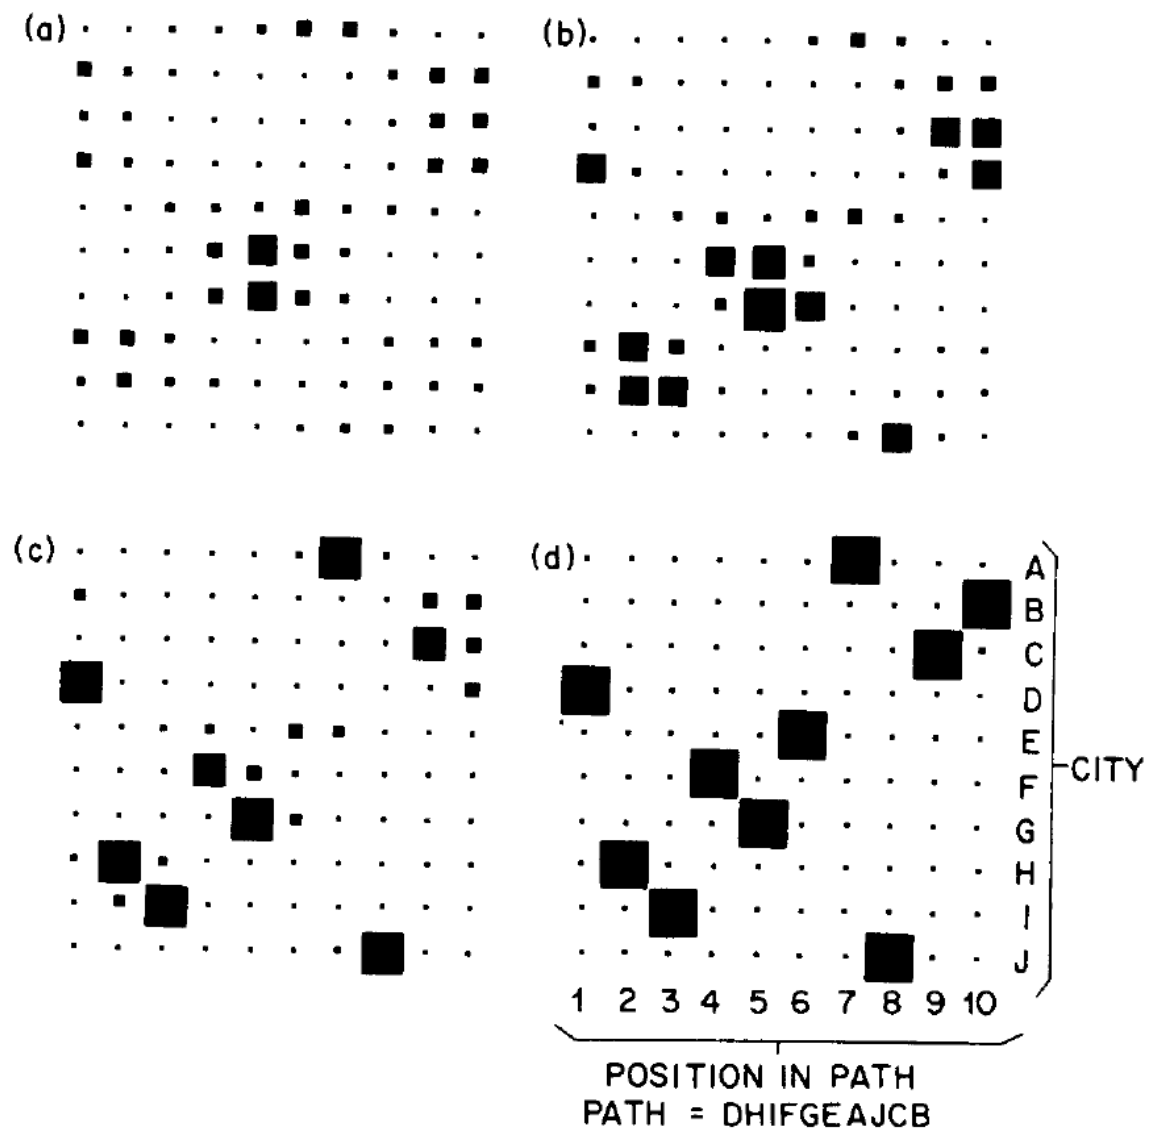 (a)
(b)
(c)
(d)
A
B
C
D
E
F
G
H
I
J
CITY
1 2 3 4 5 6 7 8 9 10
POSITION IN PATH
PATH = DHIFGEAJCB